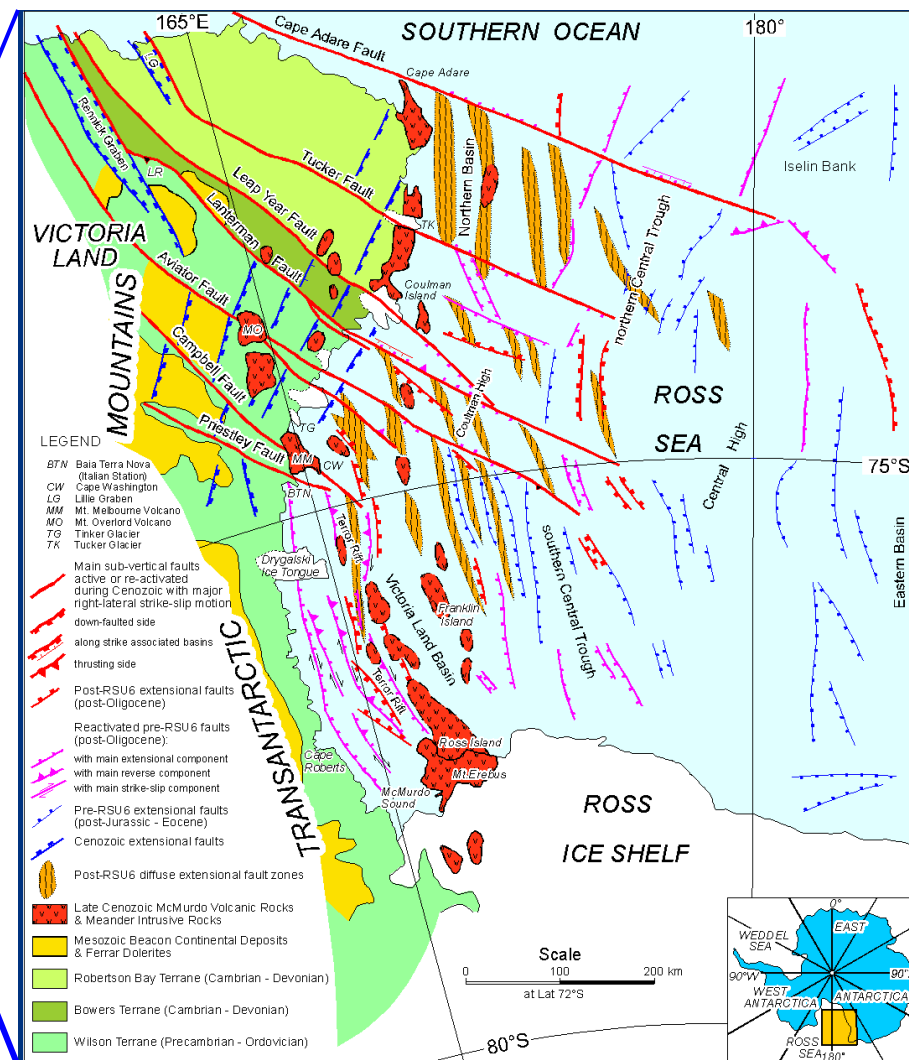 SOUTHERN OCEAN
165°E
180°
Cape Adare Fault
Cape Adare
TG
Rennick Graben
LR
Tucker Fault
Leap Year Fault
Lanterman Fault
Northern Basin
Iselin Bank
TK
VICTORIA
LAND
Aviator Fault
Coulman
Island
northern Central Trough
MO
Campbell Fault
MOUNTAINS
Coulman High
ROSS
SEA
Priestley Fault
TG
MM
CW
BTN
75°S
Central High
Eastern Basin
Terror Rift
Drygalski
Ice Tongue
Victoria Land Basin
Franklin
Island
southern Central Trough
TRANSANTARCTIC
Terror Rift
Ross Island
Cape
Roberts
Mt.Erebus
McMurdo
Sound
ROSS
ICE SHELF
80°S
LEGEND
BTN Baia Terra Nova
(Italian Station)
CW Cape Washington
LG Lillie Graben
MM Mt. Melbourne Volcano
MO Mt. Overlord Volcano
TG Tinker Glacier
TK Tucker Glacier
Main sub-vertical faults
active or re-activated
during Cenozoic with major
right-lateral strike-slip motion
down-faulted side
along strike associated basins
thrusting side
Post-RSU6 extensional faults
(post-Oligocene)
Reactivated pre-RSU6 faults
(post-Oligocene):
with main extensional component
with main reverse component
with main strike-slip component
Pre-RSU6 extensional faults
(post-Jurassic - Eocene)
Cenozoic extensional faults
Post-RSU6 diffuse extensional fault zones
Late Cenozoic McMurdo Volcanic Rocks
& Meander Intrusive Rocks
Mesozoic Beacon Continental Deposits
& Ferrar Dolerites
Robertson Bay Terrane (Cambrian - Devonian)
Bowers Terrane (Cambrian - Devonian)
Wilson Terrane (Precambrian - Ordovician)
Scale
0 100 200 km
at Lat 72°S
0°
WEDDEL
SEA
EAST
90°W
90°
WEST
ANTARCTICA
ANTARCTICA
ROSS
SEA
180°